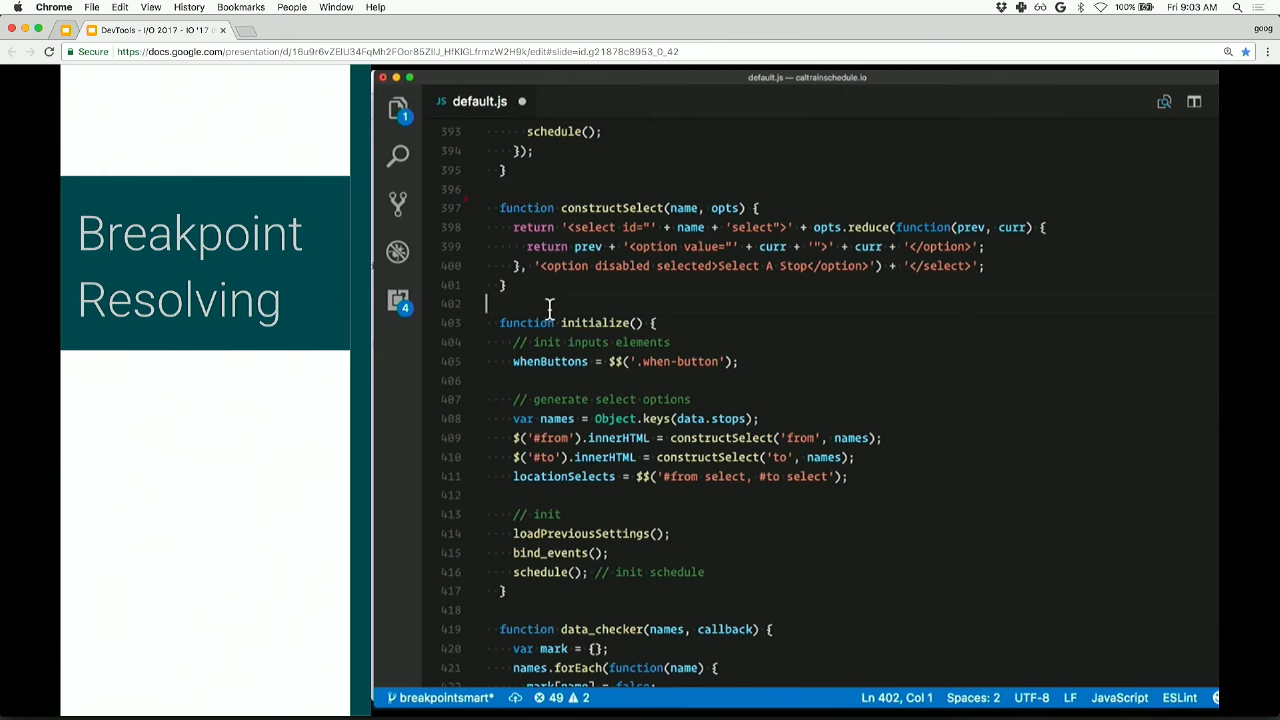 Chrome File Edit View History Bookmarks People Window Help 100% Fri 9:03 AM
DevTools - I/O 2017 - IO '17 d × goog
Secure https://docs.google.com/presentation/d/16u9r6vZElU34FqMh2FOor85ZIIJ_HfKIGLfrmzW2H9k/edit#slide=id.g21878c8953_0_42
Breakpoint
Resolving
default.js — caltrainschedule.io
JS default.js
1
4
393 schedule();
394 });
395 }
396
397 function constructSelect(name, opts) {
398 return '<select id="' + name + 'select">' + opts.reduce(function(prev, curr) {
399 return prev + '<option value="' + curr + '">' + curr + '</option>';
400 }, '<option disabled selected>Select A Stop</option>') + '</select>';
401 }
402
403 function initialize() {
404 // init inputs elements
405 whenButtons = $$('.when-button');
406
407 // generate select options
408 var names = Object.keys(data.stops);
409 $('#from').innerHTML = constructSelect('from', names);
410 $('#to').innerHTML = constructSelect('to', names);
411 locationSelects = $$('#from select, #to select');
412
413 // init
414 loadPreviousSettings();
415 bind_events();
416 schedule(); // init schedule
417 }
418
419 function data_checker(names, callback) {
420 var mark = {};
421 names.forEach(function(name) {
mark[name] = false;
breakpointsmart* 49 2 Ln 402, Col 1 Spaces: 2 UTF-8 LF JavaScript ESLint